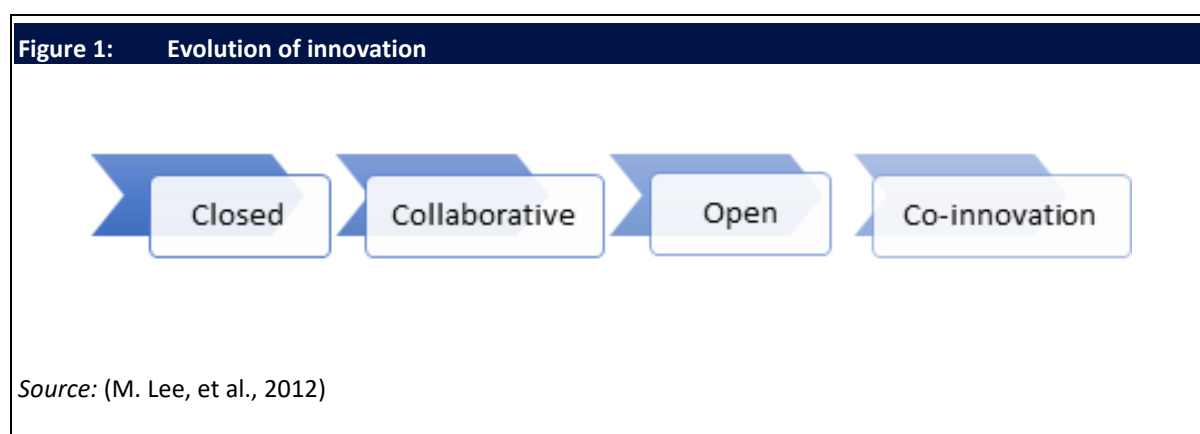 Figure 1: Evolution of innovation
Closed
Collaborative
Open
Co-innovation
Source: (M. Lee, et al., 2012)